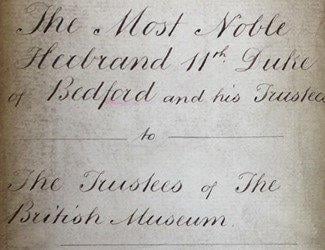 The Most Noble
Herbrand 11th Duke
of Bedford and his Trustees
to
The Trustees of The
British Museum.